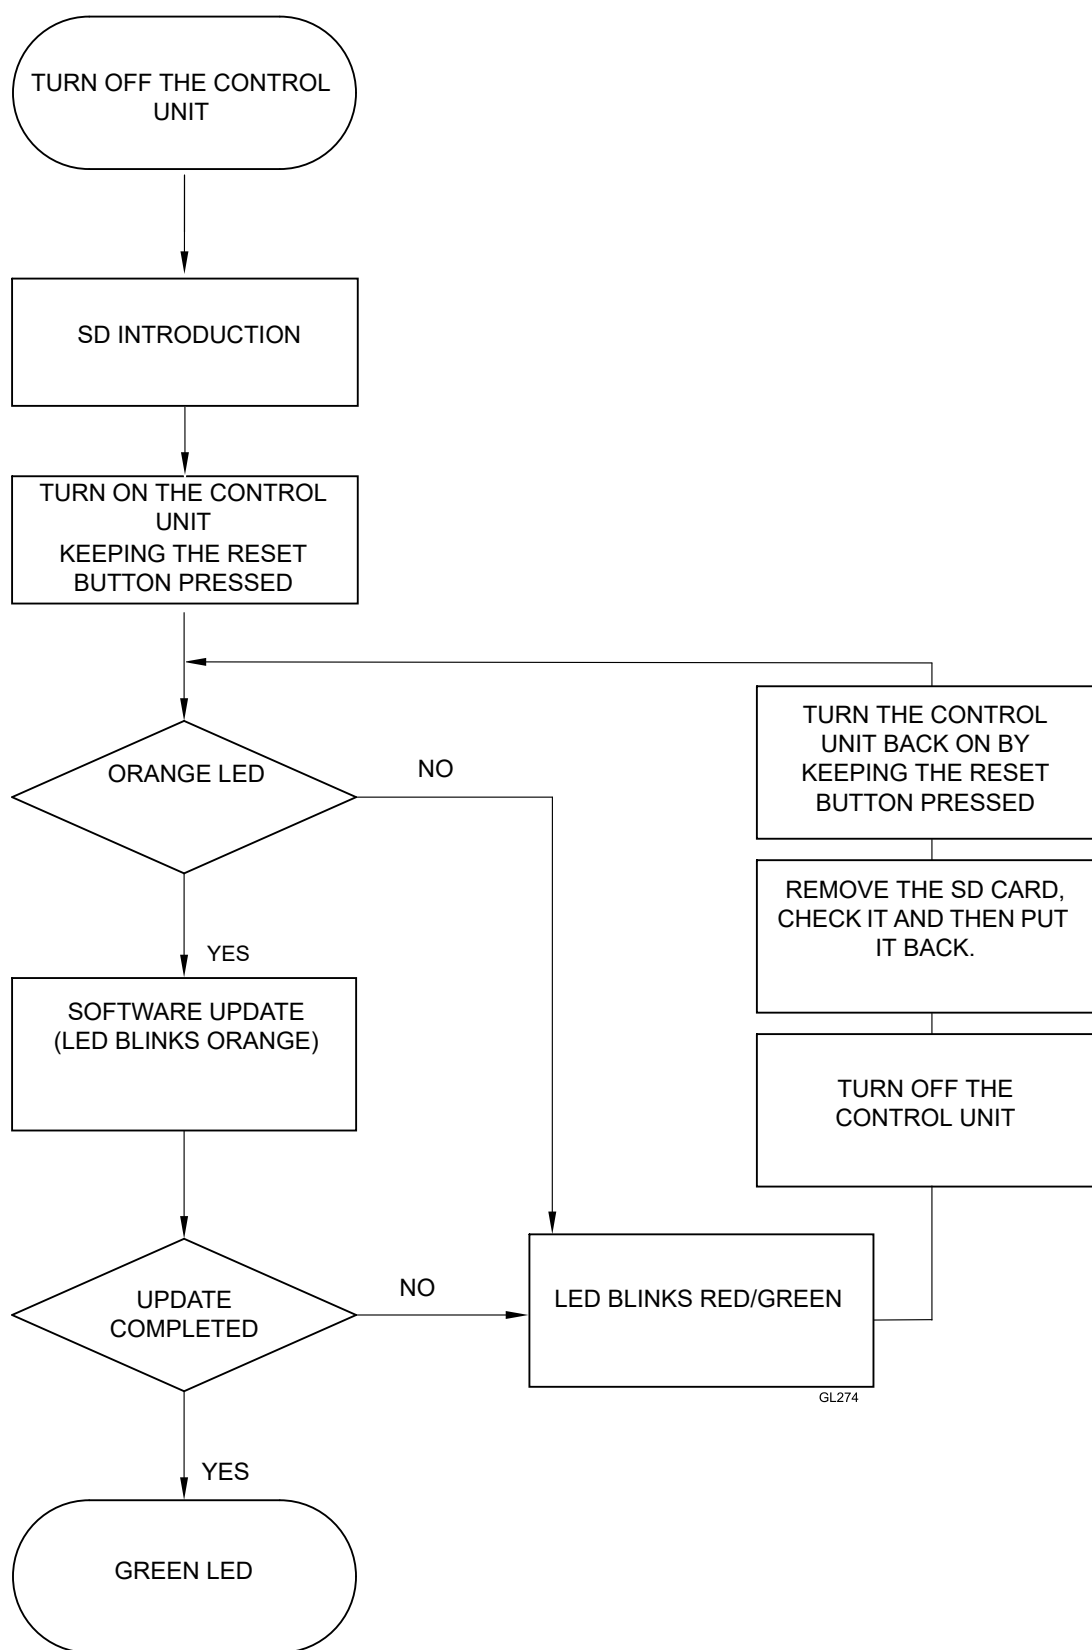 TURN OFF THE CONTROL
UNIT
SD INTRODUCTION
TURN ON THE CONTROL
UNIT
KEEPING THE RESET
BUTTON PRESSED
ORANGE LED
NO
YES
SOFTWARE UPDATE
(LED BLINKS ORANGE)
UPDATE
COMPLETED
NO
YES
GREEN LED
LED BLINKS RED/GREEN
GL274
TURN OFF THE
CONTROL UNIT
REMOVE THE SD CARD,
CHECK IT AND THEN PUT
IT BACK.
TURN THE CONTROL
UNIT BACK ON BY
KEEPING THE RESET
BUTTON PRESSED